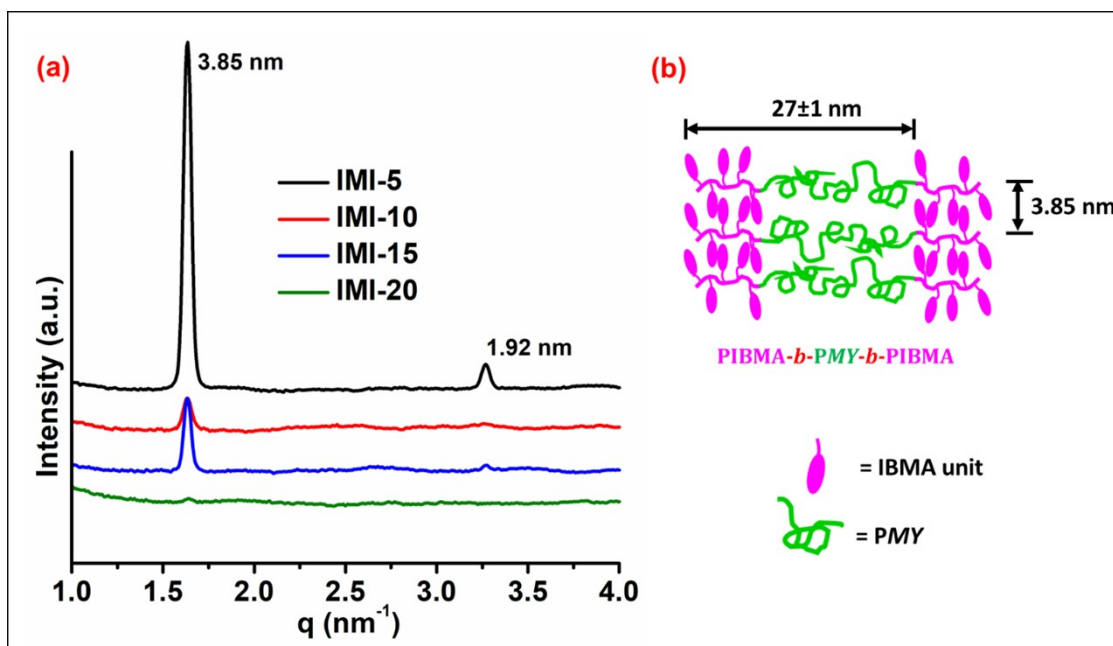 (a)
3.85 nm
1.92 nm
IMI-5
IMI-10
IMI-15
IMI-20
Intensity (a.u.)
1.0 1.5 2.0 2.5 3.0 3.5 4.0
q (nm⁻¹)
(b)
27±1 nm
3.85 nm
PIBMA-b-PMY-b-PIBMA
= IBMA unit
= PMY